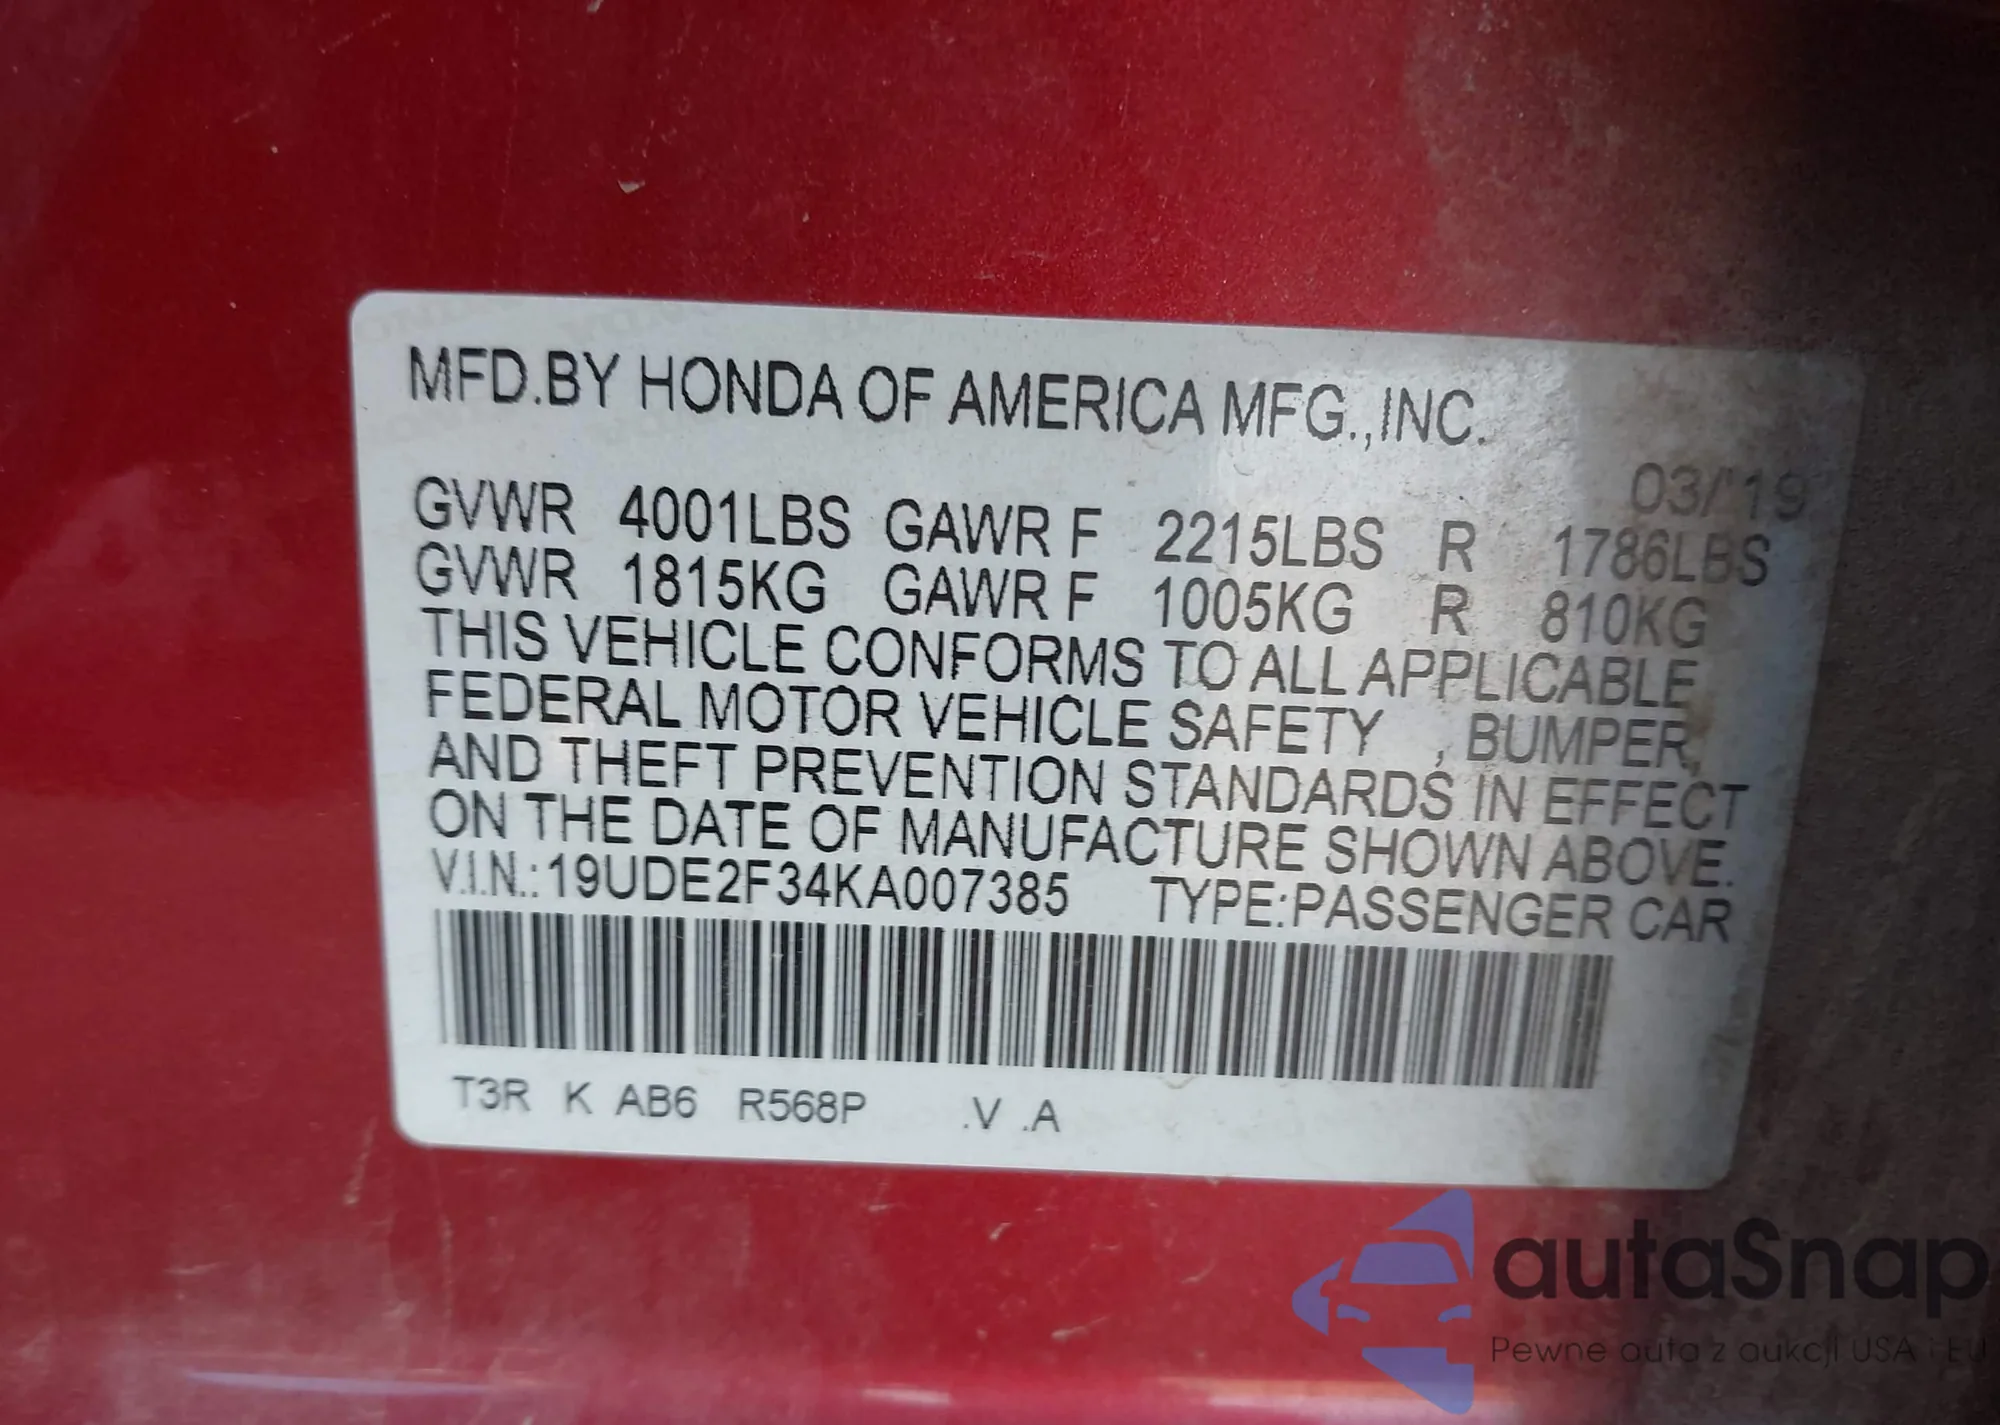 MFD.BY HONDA OF AMERICA MFG.,INC.
03/'19
GVWR 4001LBS GAWR F 2215LBS R 1786LBS
GVWR 1815KG GAWR F 1005KG R 810KG
THIS VEHICLE CONFORMS TO ALL APPLICABLE
FEDERAL MOTOR VEHICLE SAFETY , BUMPER,
AND THEFT PREVENTION STANDARDS IN EFFECT
ON THE DATE OF MANUFACTURE SHOWN ABOVE.
V.I.N.:19UDE2F34KA007385 TYPE:PASSENGER CAR
T3R K AB6 R568P .V .A
autaSnap
Pewne auta z aukcji USA i EU